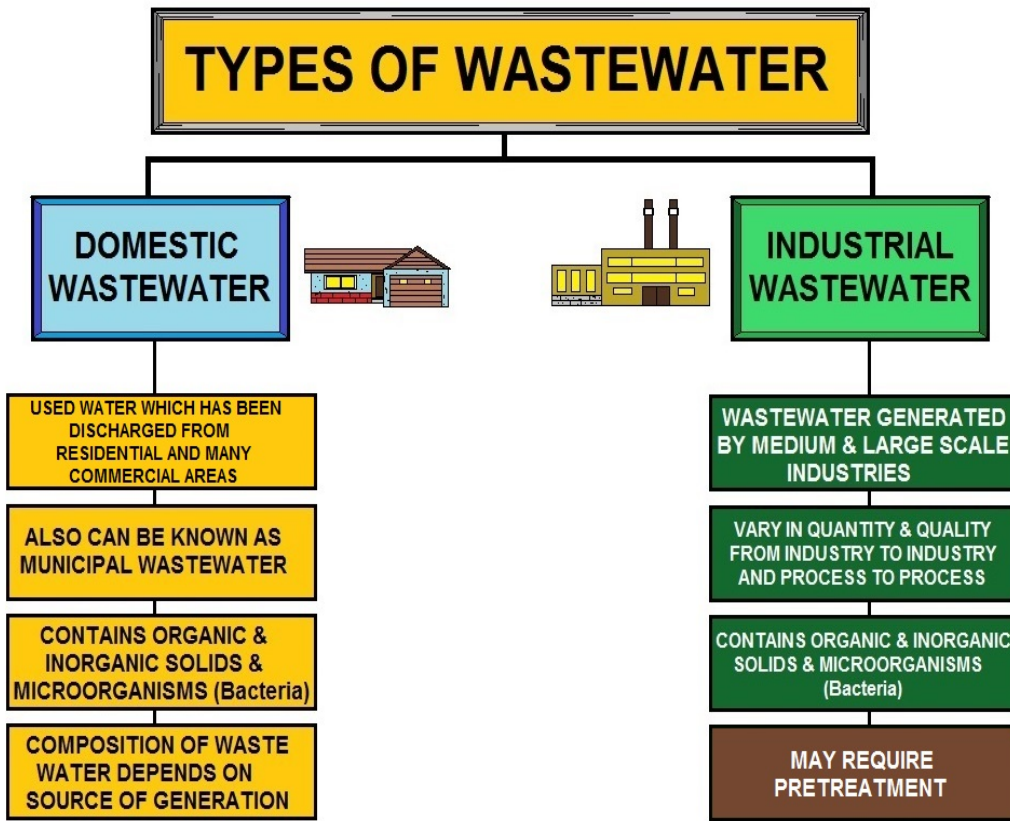 TYPES OF WASTEWATER
DOMESTIC
WASTEWATER
USED WATER WHICH HAS BEEN
DISCHARGED FROM
RESIDENTIAL AND MANY
COMMERCIAL AREAS
ALSO CAN BE KNOWN AS
MUNICIPAL WASTEWATER
CONTAINS ORGANIC &
INORGANIC SOLIDS &
MICROORGANISMS (Bacteria)
COMPOSITION OF WASTE
WATER DEPENDS ON
SOURCE OF GENERATION
INDUSTRIAL
WASTEWATER
WASTEWATER GENERATED
BY MEDIUM & LARGE SCALE
INDUSTRIES
VARY IN QUANTITY & QUALITY
FROM INDUSTRY TO INDUSTRY
AND PROCESS TO PROCESS
CONTAINS ORGANIC & INORGANIC
SOLIDS & MICROORGANISMS
(Bacteria)
MAY REQUIRE
PRETREATMENT